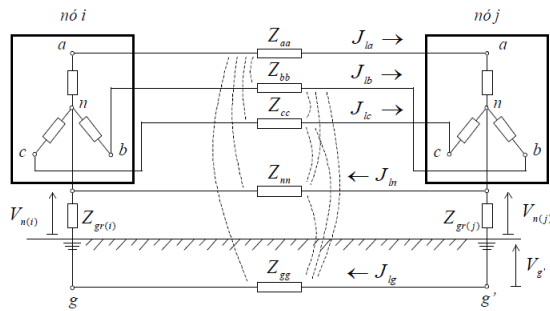 nó i
nó j
a
Z_aa
J_la
a
Z_bb
J_lb
n
Z_cc
J_lc
n
c
b
c
b
Z_nn
J_ln
V_n(i)
Z_gr(i)
Z_gr(j)
V_n(j)
Z_gg
J_lg
V_g'
g
g'